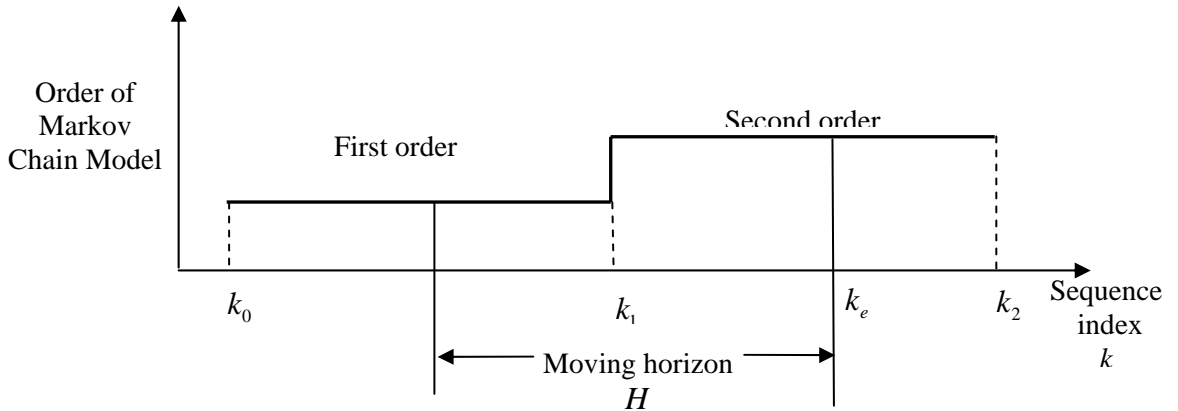 Order of
Markov
Chain Model
First order
Second order
k₀
k₁
kₑ
k₂
Sequence
index
k
Moving horizon
H